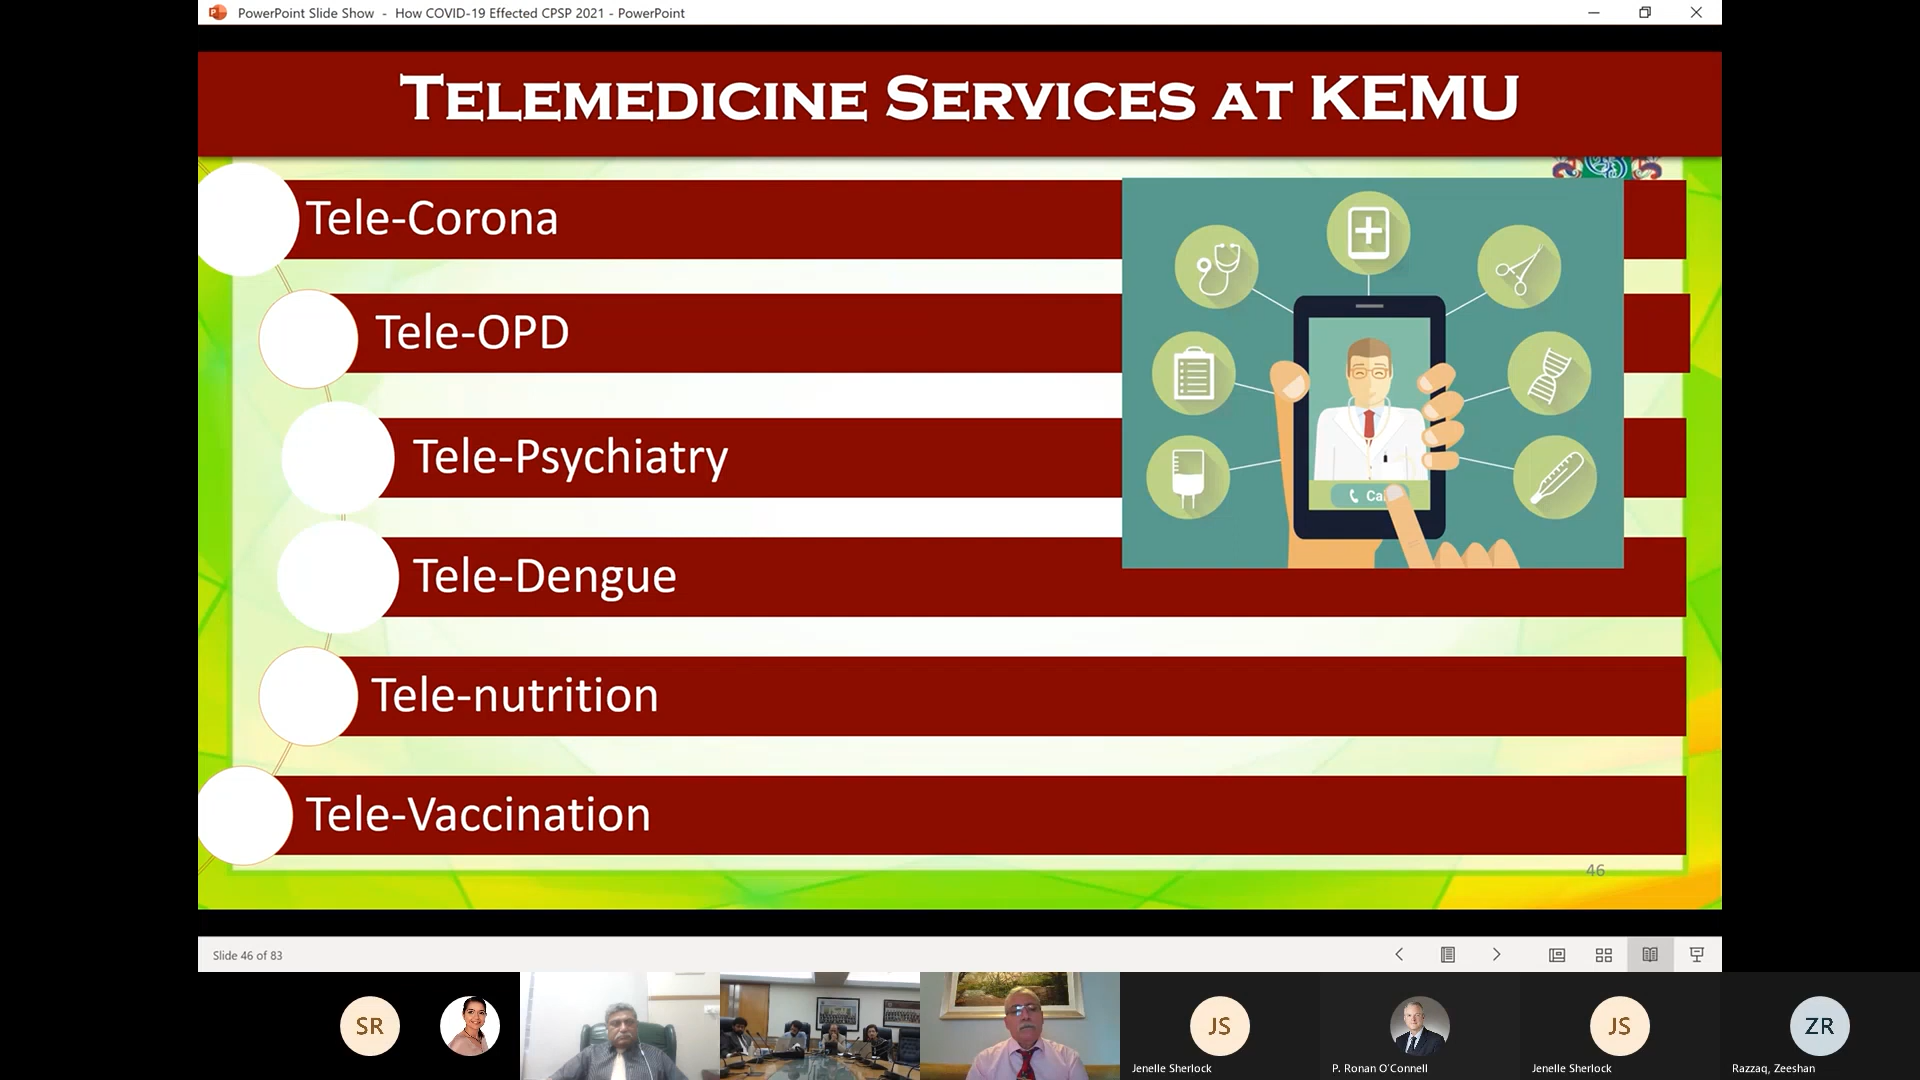 PowerPoint Slide Show - How COVID-19 Effected CPSP 2021 - PowerPoint
TELEMEDICINE SERVICES AT KEMU
Tele-Corona
Tele-OPD
Tele-Psychiatry
Tele-Dengue
Tele-nutrition
Tele-Vaccination
46
Slide 46 of 83
SR
JS
JS
ZR
Jenelle Sherlock
P. Ronan O'Connell
Jenelle Sherlock
Razzaq, Zeeshan